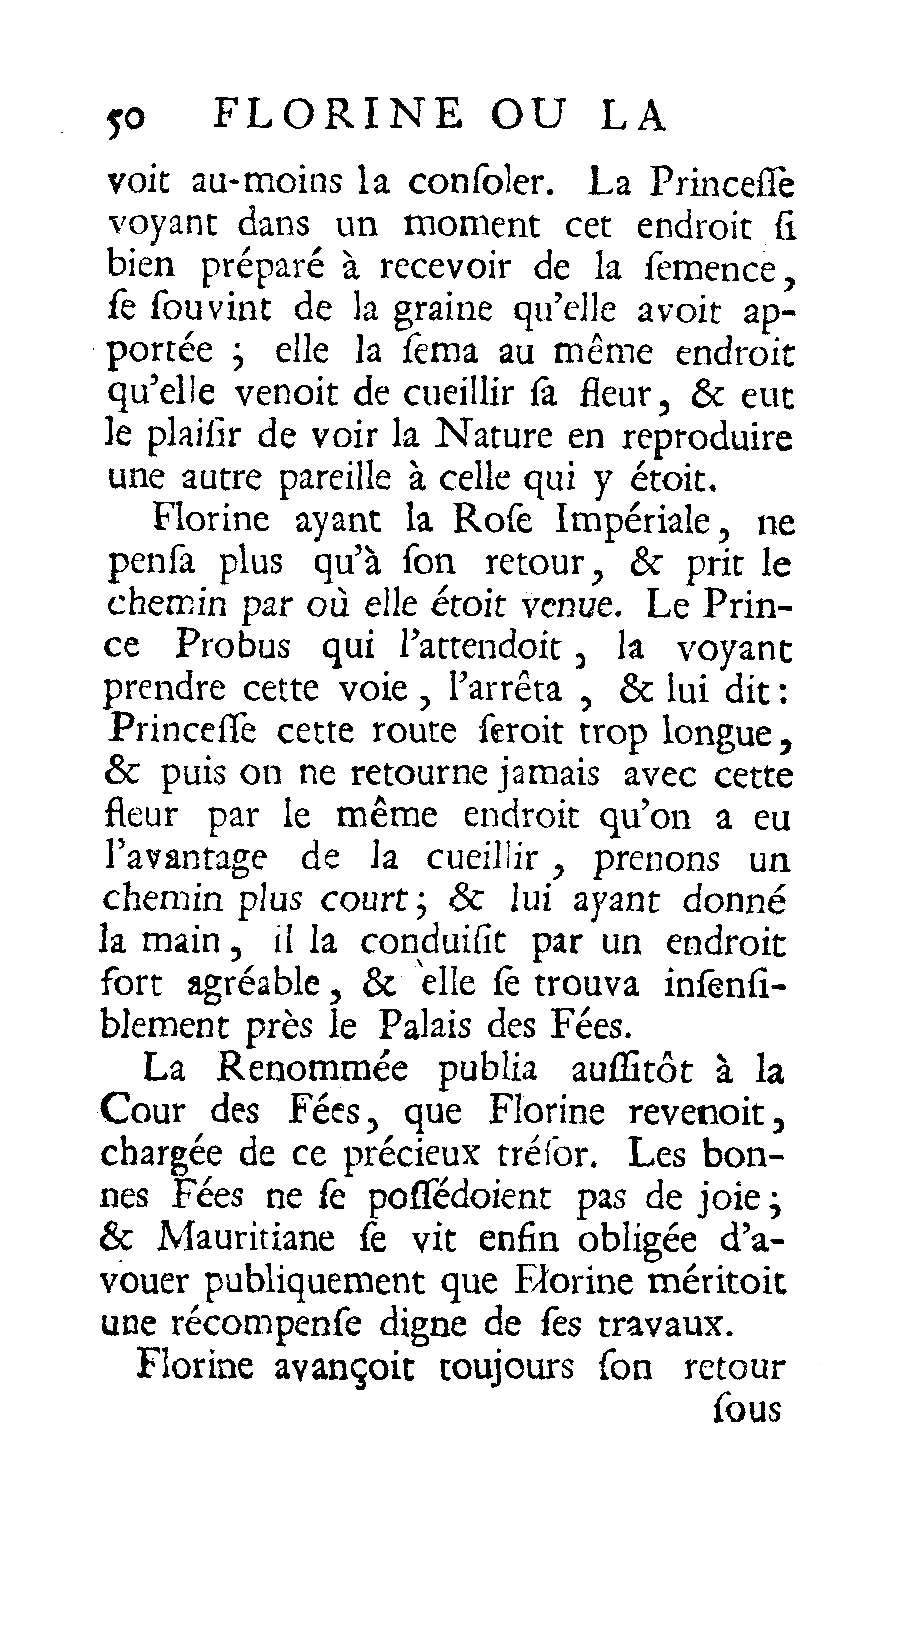 50 FLORINE OU LA
voit au-moins la conſoler. La Princeſſe
voyant dans un moment cet endroit ſi
bien préparé à recevoir de la ſemence,
ſe ſouvint de la graine qu'elle avoit ap-
portée ; elle la ſema au même endroit
qu'elle venoit de cueillir ſa fleur, & eut
le plaiſir de voir la Nature en reproduire
une autre pareille à celle qui y étoit.
Florine ayant la Roſe Impériale, ne
penſa plus qu'à ſon retour, & prit le
chemin par où elle étoit venue. Le Prin-
ce Probus qui l'attendoit, la voyant
prendre cette voie, l'arrêta, & lui dit:
Princeſſe cette route ſeroit trop longue,
& puis on ne retourne jamais avec cette
fleur par le même endroit qu'on a eu
l'avantage de la cueillir, prenons un
chemin plus court; & lui ayant donné
la main, il la conduiſit par un endroit
fort agréable, & elle ſe trouva inſenſi-
blement près le Palais des Fées.
La Renommée publia auſſitôt à la
Cour des Fées, que Florine revenoit,
chargée de ce précieux tréſor. Les bon-
nes Fées ne ſe poſſédoient pas de joie;
& Mauritiane ſe vit enfin obligée d'a-
vouer publiquement que Florine méritoit
une récompenſe digne de ſes travaux.
Florine avançoit toujours ſon retour
ſous